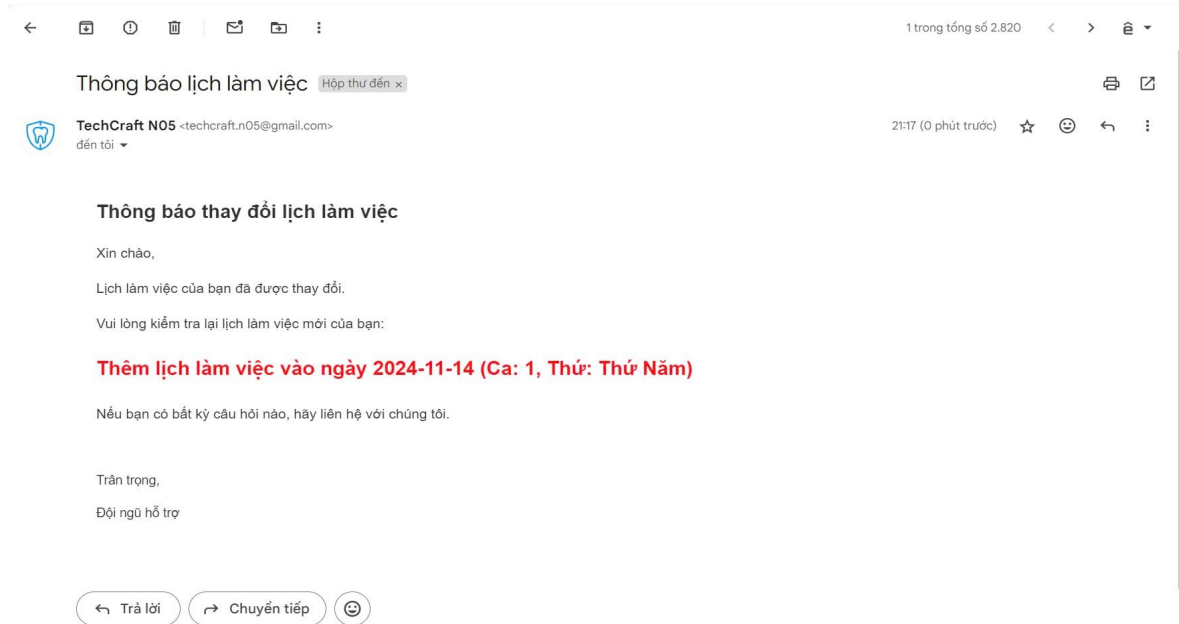 1 trong tổng số 2.820
Thông báo lịch làm việc Hộp thư đến x
TechCraft N05 <techcraft.n05@gmail.com> 21:17 (0 phút trước)
đến tôi
Thông báo thay đổi lịch làm việc
Xin chào,
Lịch làm việc của bạn đã được thay đổi.
Vui lòng kiểm tra lại lịch làm việc mới của bạn:
Thêm lịch làm việc vào ngày 2024-11-14 (Ca: 1, Thứ: Thứ Năm)
Nếu bạn có bất kỳ câu hỏi nào, hãy liên hệ với chúng tôi.
Trân trọng,
Đội ngũ hỗ trợ
Trả lời Chuyển tiếp